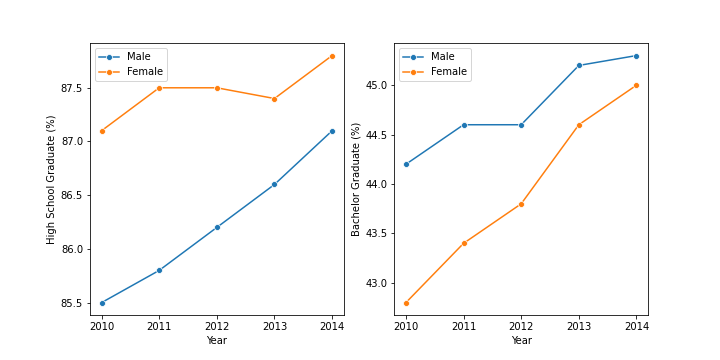 Male
Female
87.5
87.0
86.5
86.0
85.5
High School Graduate (%)
2010 2011 2012 2013 2014
Year
Male
Female
45.0
44.5
44.0
43.5
43.0
Bachelor Graduate (%)
2010 2011 2012 2013 2014
Year